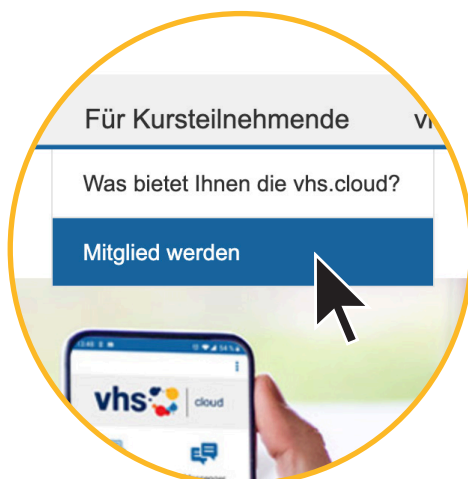 Für Kursteilnehmende
Was bietet Ihnen die vhs.cloud?
Mitglied werden
vhs cloud